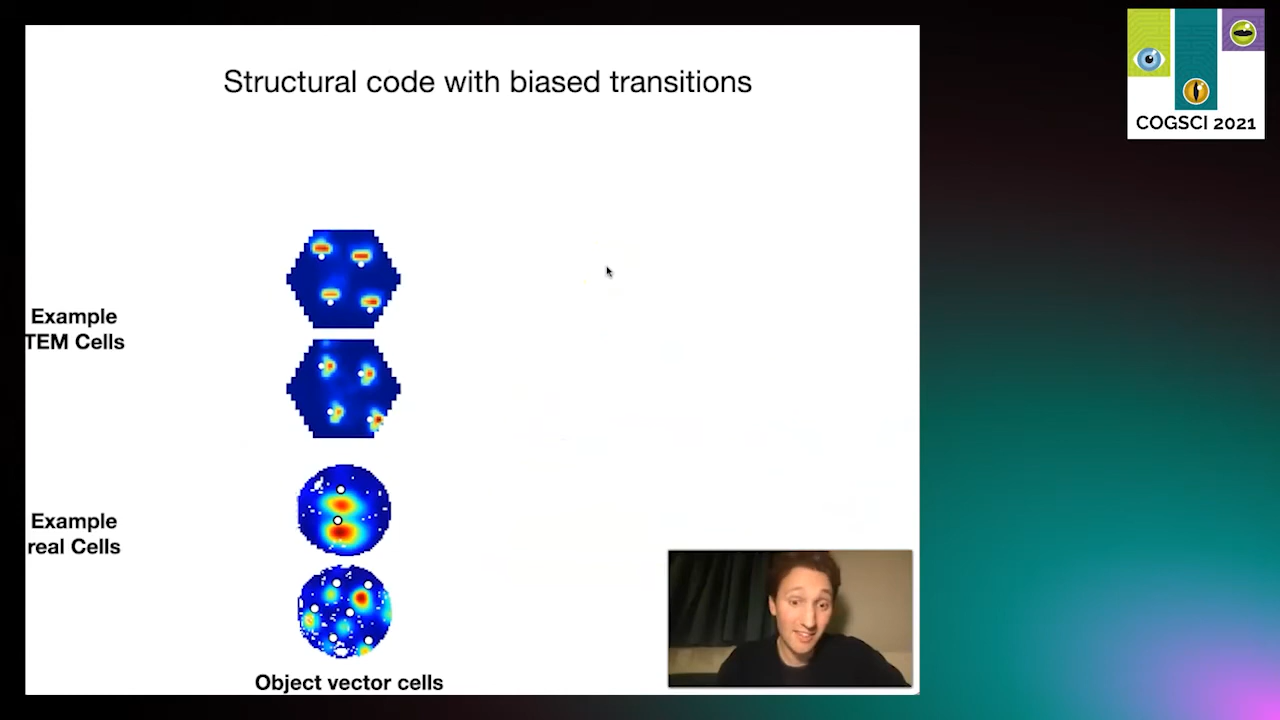 Structural code with biased transitions
COGSCI 2021
Example
TEM Cells
Example
real Cells
Object vector cells